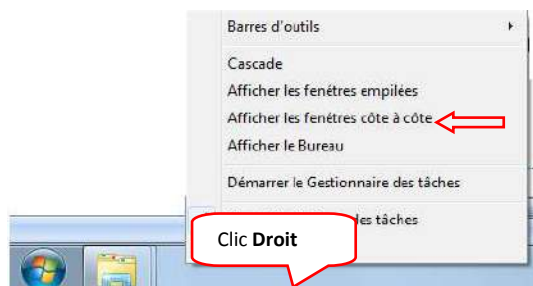 Barres d'outils
Cascade
Afficher les fenêtres empilées
Afficher les fenêtres côte à côte
Afficher le Bureau
Démarrer le Gestionnaire des tâches
des tâches
Clic Droit